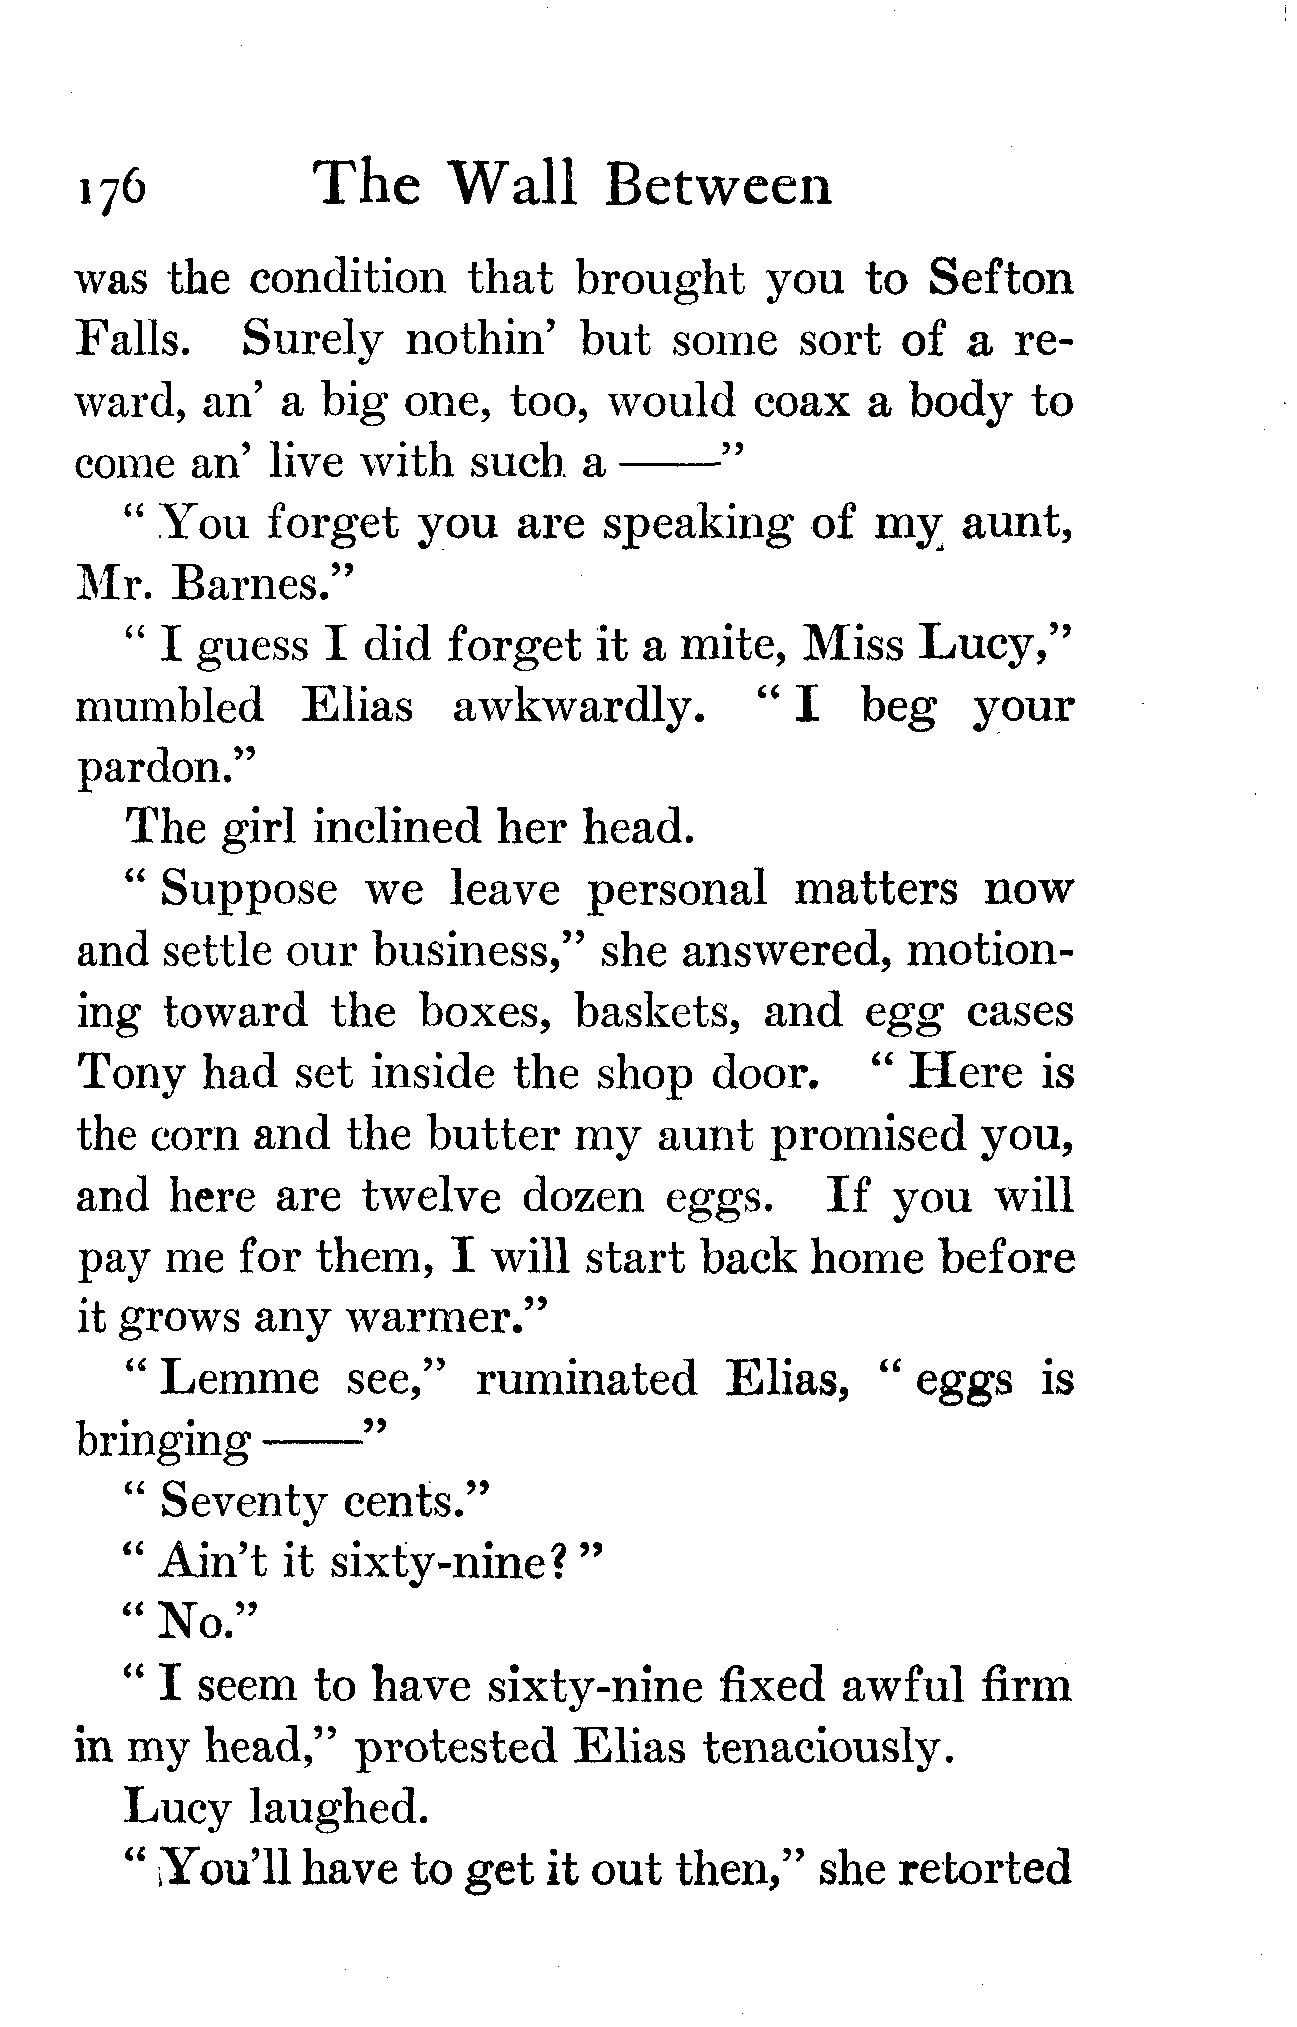 176 The Wall Between
was the condition that brought you to Sefton
Falls. Surely nothin' but some sort of a re-
ward, an' a big one, too, would coax a body to
come an' live with such a ——"
" You forget you are speaking of my aunt,
Mr. Barnes."
" I guess I did forget it a mite, Miss Lucy,"
mumbled Elias awkwardly. " I beg your
pardon."
The girl inclined her head.
" Suppose we leave personal matters now
and settle our business," she answered, motion-
ing toward the boxes, baskets, and egg cases
Tony had set inside the shop door. " Here is
the corn and the butter my aunt promised you,
and here are twelve dozen eggs. If you will
pay me for them, I will start back home before
it grows any warmer."
" Lemme see," ruminated Elias, " eggs is
bringing ——"
" Seventy cents."
" Ain't it sixty-nine? "
" No."
" I seem to have sixty-nine fixed awful firm
in my head," protested Elias tenaciously.
Lucy laughed.
" You'll have to get it out then," she retorted